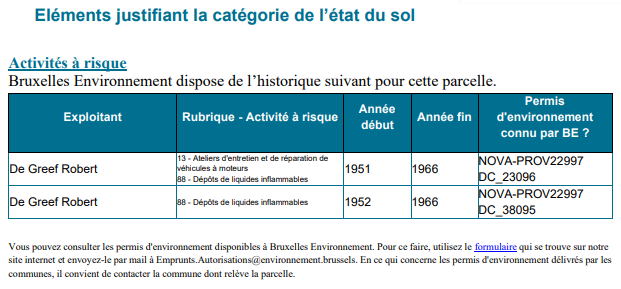 Eléments justifiant la catégorie de l'état du sol
Activités à risque
Bruxelles Environnement dispose de l'historique suivant pour cette parcelle.
Exploitant Rubrique - Activité à risque Année début Année fin Permis d'environnement connu par BE ?
De Greef Robert
13 - Ateliers d'entretien et de réparation de
véhicules à moteurs
88 - Dépôts de liquides inflammables
1951
1966
NOVA-PROV22997
DC_23096
De Greef Robert
88 - Dépôts de liquides inflammables
1952
1966
NOVA-PROV22997
DC_38095
Vous pouvez consulter les permis d'environnement disponibles à Bruxelles Environnement. Pour ce faire, utilisez le formulaire qui se trouve sur notre
site internet et envoyez-le par mail à Emprunts.Autorisations@environnement.brussels. En ce qui concerne les permis d'environnement délivrés par les
communes, il convient de contacter la commune dont relève la parcelle.